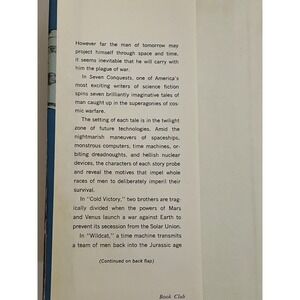 However far the men of tomorrow may
project himself through space and time,
it seems inevitable that he will carry with
him the plague of war.
In Seven Conquests, one of America's
most exciting writers of science fiction
spins seven brilliantly imaginative tales of
man caught up in the superagonies of cos-
mic warfare.
The setting of each tale is in the twilight
zone of future technologies. Amid the
nightmarish maneuvers of spaceships,
monstrous computers, time machines, or-
biting dreadnoughts, and hellish nuclear
devices, the characters of each story probe
and reveal the motives that impel whole
races of men to deliberately imperil their
survival.
In "Cold Victory," two brothers are trag-
ically divided when the powers of Mars
and Venus launch a war against Earth to
prevent its secession from the Solar Union.
In "Wildcat," a time machine transmits
a team of men back into the Jurassic age
(Continued on back flap)
Book Club